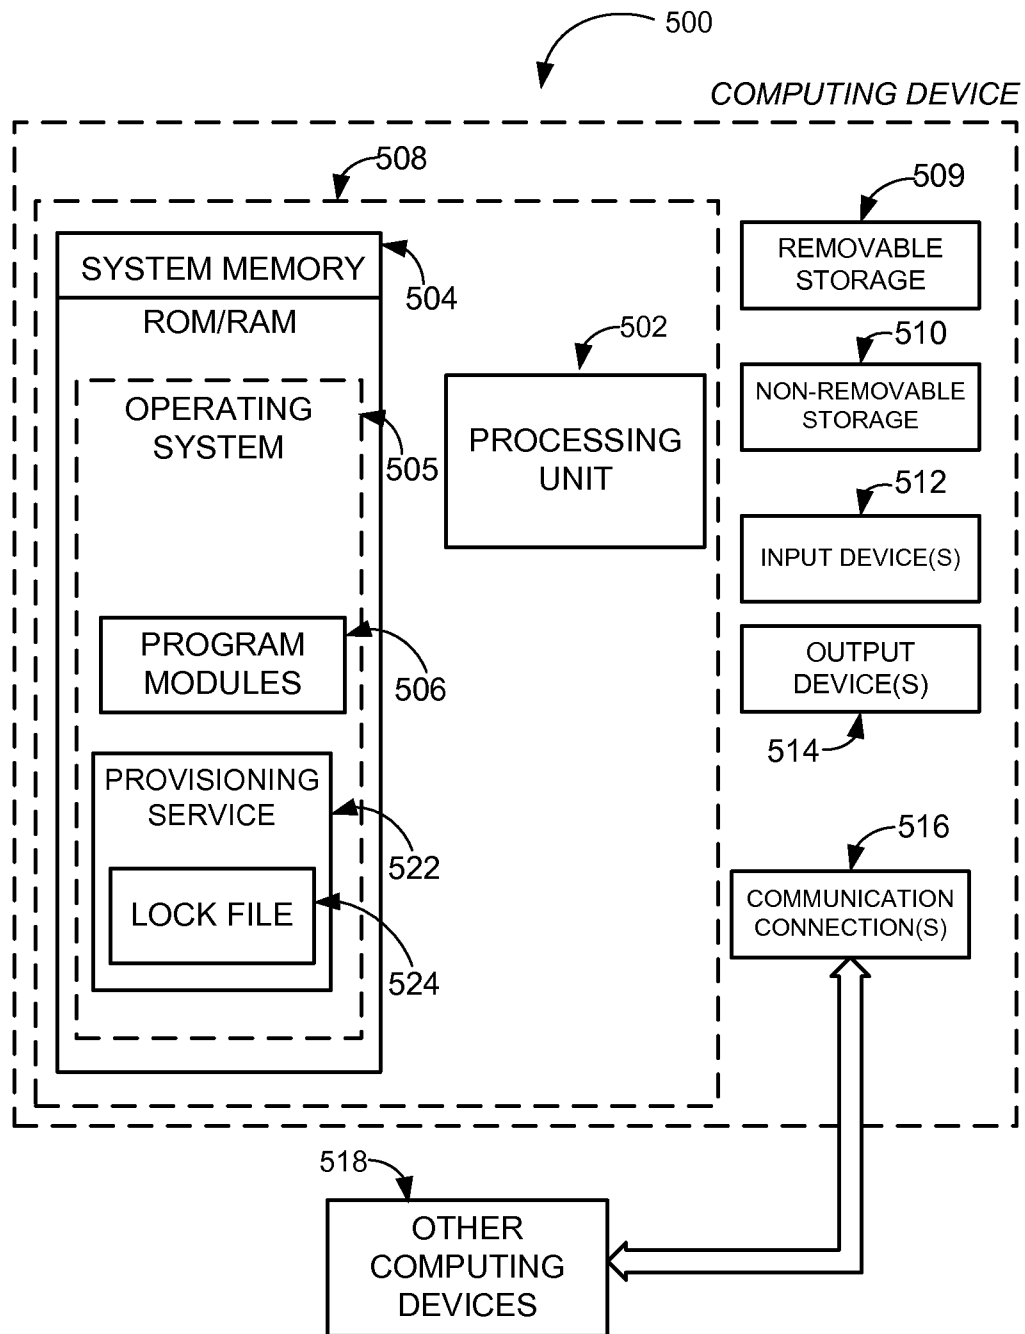 500
COMPUTING DEVICE
508
509
SYSTEM MEMORY
504
ROM/RAM
REMOVABLE
STORAGE
502
510
OPERATING
SYSTEM
505
PROCESSING
UNIT
NON-REMOVABLE
STORAGE
512
INPUT DEVICE(S)
PROGRAM
MODULES
506
OUTPUT
DEVICE(S)
514
PROVISIONING
SERVICE
522
LOCK FILE
524
516
COMMUNICATION
CONNECTION(S)
518
OTHER
COMPUTING
DEVICES